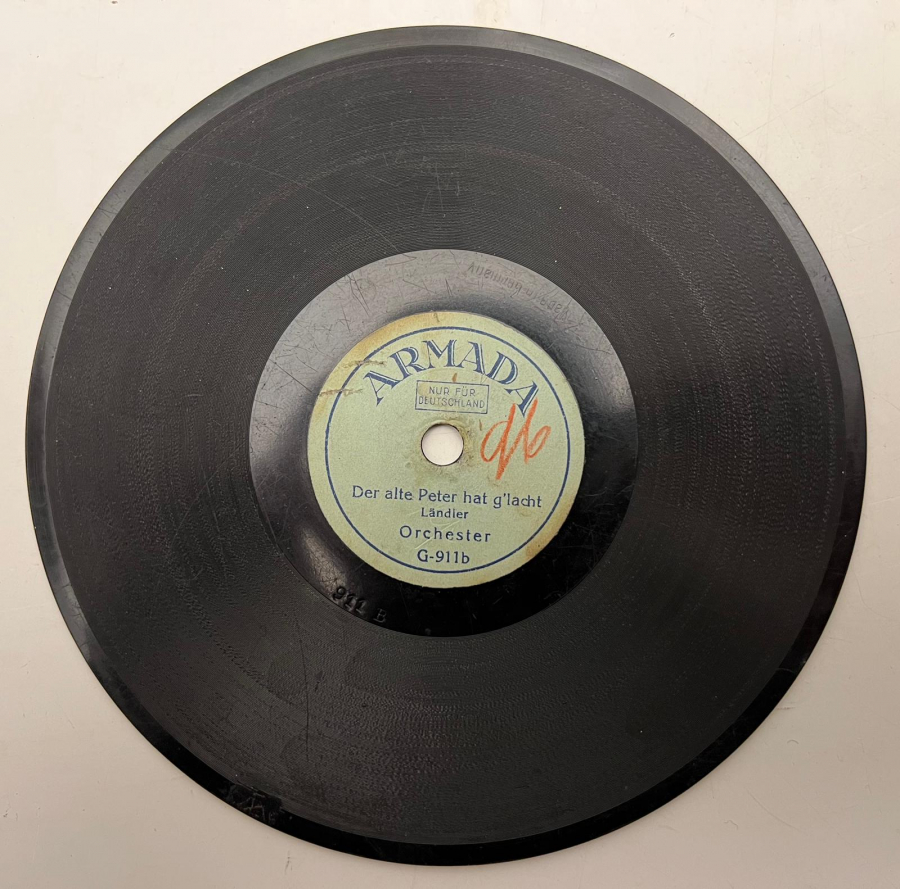 ARMADA
NUR FÜR
DEUTSCHLAND
Der alte Peter hat g'lacht
Ländler
Orchester
G-911b
911 B